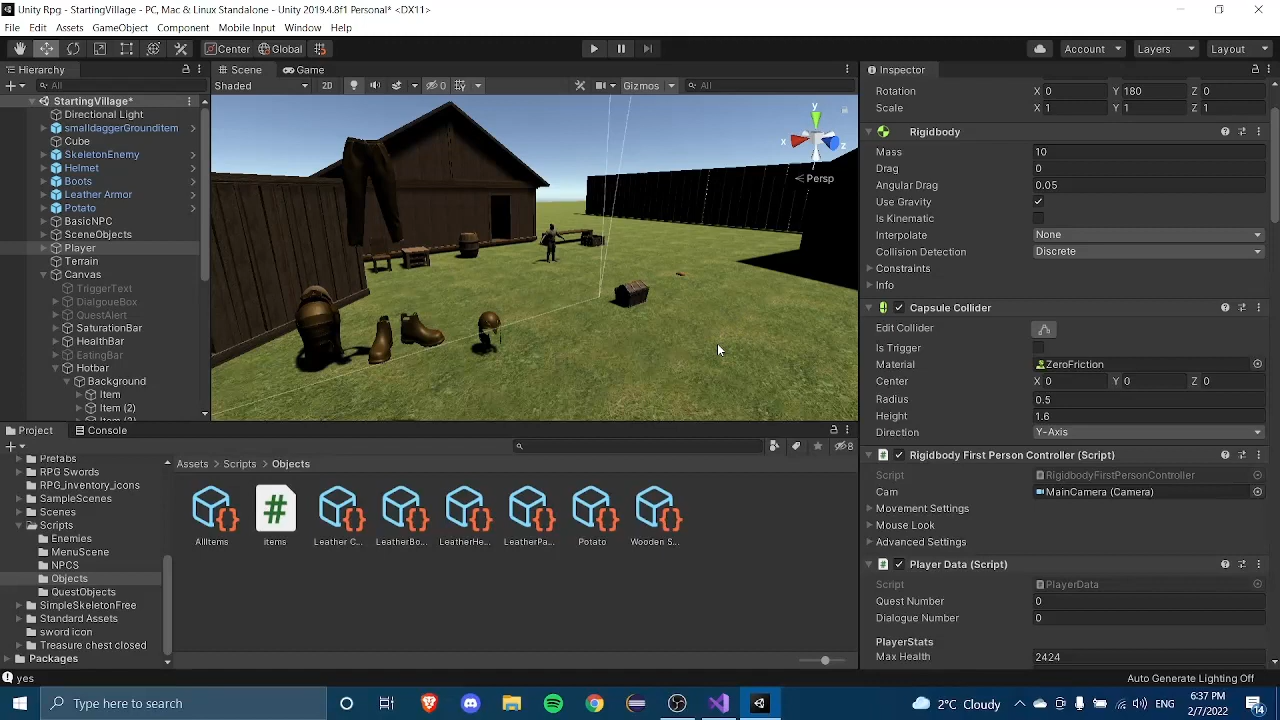 Unity Rpg - StartingVillage - PC, Mac & Linux Standalone - Unity 2019.4.8f1 Personal* <DX11>
File Edit Assets GameObject Component Mobile Input Window Help
Center Global Account Layers Layout
Hierarchy
All
StartingVillage*
Directional Light
smalldaggerGroundItem
Cube
SkeletonEnemy
Helmet
Boots
Leather Armor
Potato
BasicNPC
SceneObjects
Player
Terrain
Canvas
TriggerText
DialgoueBox
QuestAlert
SaturationBar
HealthBar
EatingBar
Hotbar
Background
Item
Item (2)
Scene Game
Shaded 2D 0 Gizmos All
y
x
z
Persp
Inspector
Rotation X 0 Y 180 Z 0
Scale X 1 Y 1 Z 1
Rigidbody
Mass 10
Drag 0
Angular Drag 0.05
Use Gravity
Is Kinematic
Interpolate None
Collision Detection Discrete
Constraints
Info
Capsule Collider
Edit Collider
Is Trigger
Material ZeroFriction
Center X 0 Y 0 Z 0
Radius 0.5
Height 1.6
Direction Y-Axis
Rigidbody First Person Controller (Script)
Script RigidbodyFirstPersonController
Cam MainCamera (Camera)
Movement Settings
Mouse Look
Advanced Settings
Player Data (Script)
Script PlayerData
Quest Number 0
Dialogue Number 0
PlayerStats
Max Health 2424
Project Console
8
Prefabs
RPG Swords
RPG_inventory_icons
SampleScenes
Scenes
Scripts
Enemies
MenuScene
NPCS
Objects
QuestObjects
SimpleSkeletonFree
Standard Assets
sword icon
Treasure chest closed
Packages
Assets > Scripts > Objects
AllItems items Leather C... LeatherBo... LeatherHe... LeatherPa... Potato Wooden S...
yes
Auto Generate Lighting Off
Type here to search
2°C Cloudy
6:37 PM
2/7/2022